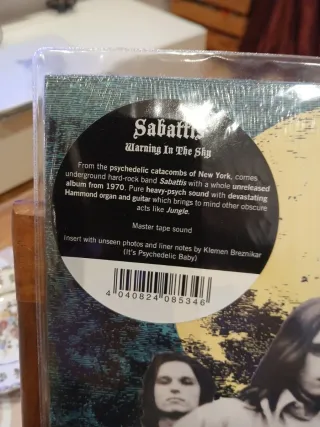 Sabattis
Warning In The Sky
From the psychedelic catacombs of New York, comes
underground hard-rock band Sabattis with a whole unreleased
album from 1970. Pure heavy-psych sound with devastating
Hammond organ and guitar which brings to mind other obscure
acts like Jungle.
Master tape sound
Insert with unseen photos and liner notes by Klemen Breznikar
(It's Psychedelic Baby)
4 040824 085346